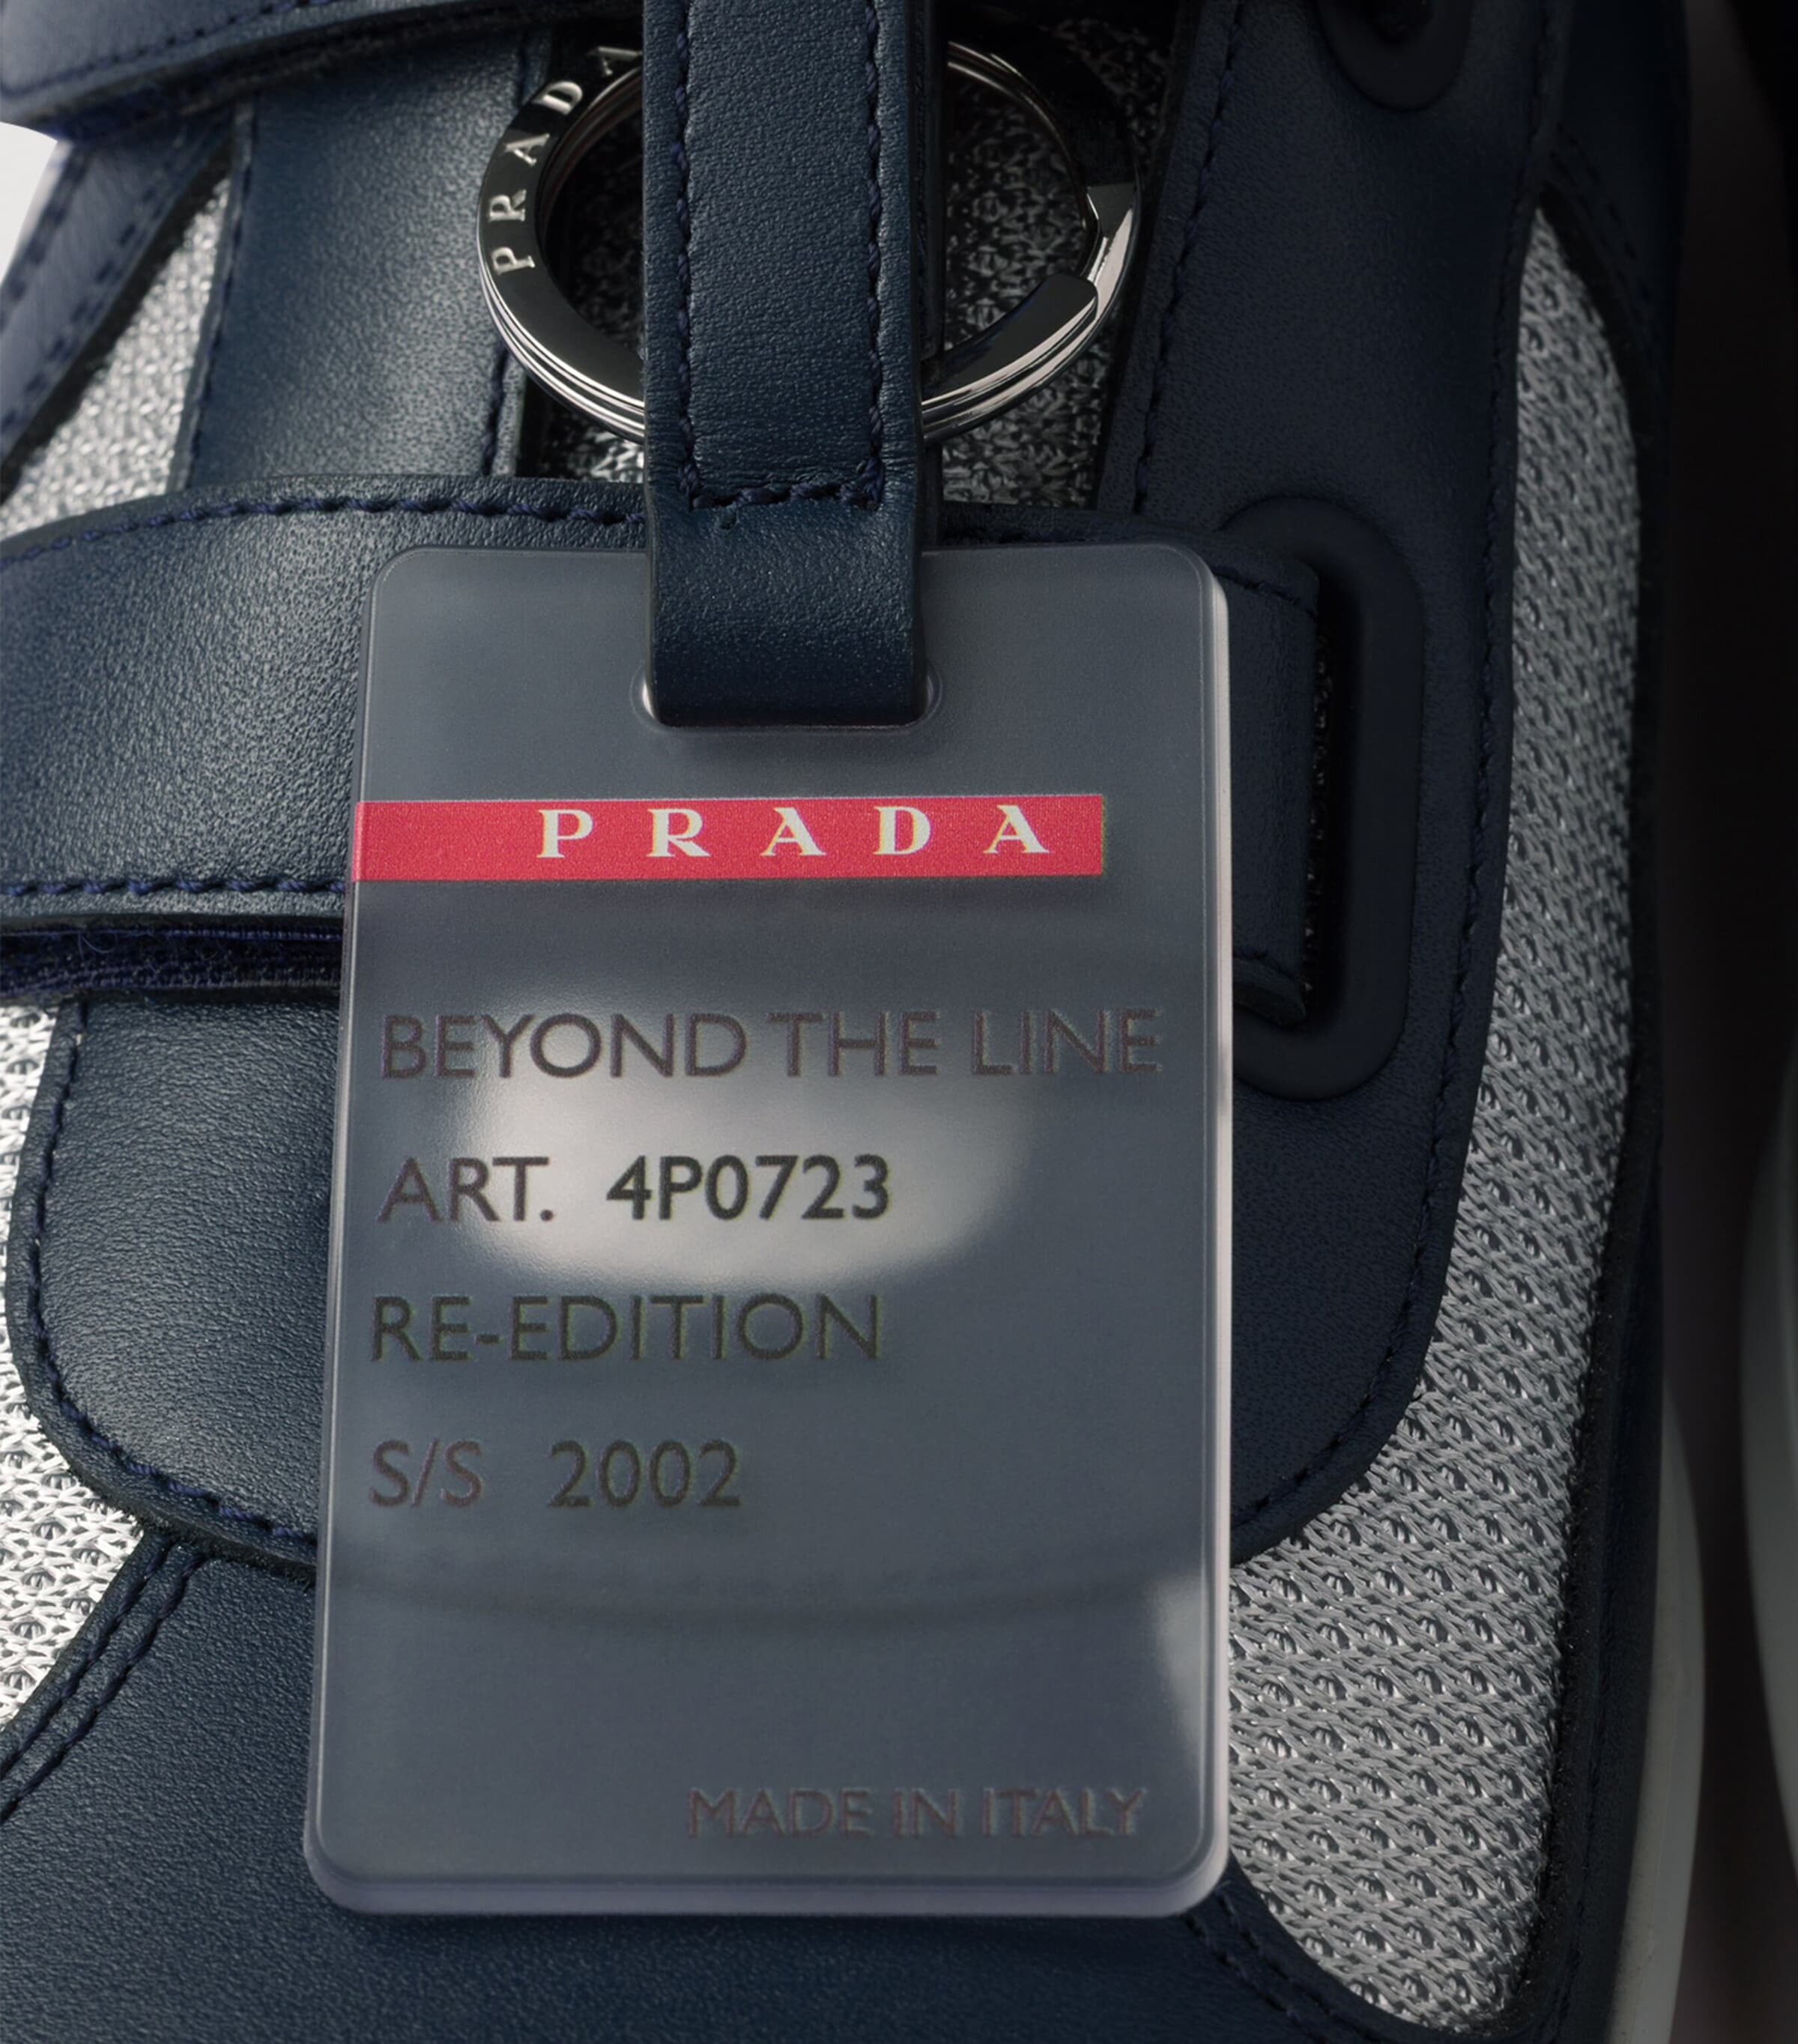 PRADA
PRADA
BEYOND THE LINE
ART. 4P0723
RE-EDITION
S/S 2002
MADE IN ITALY